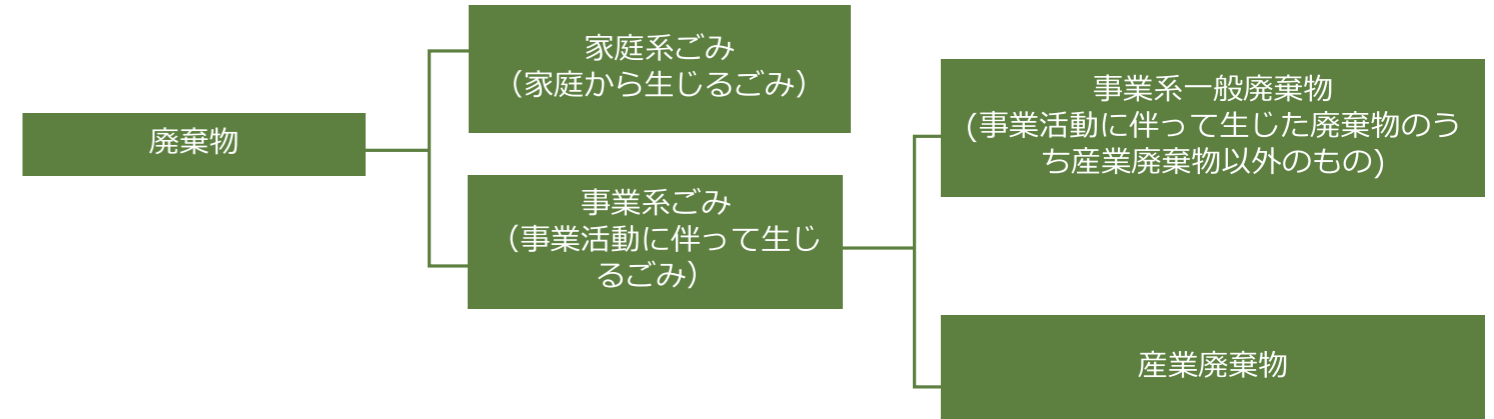 廃棄物
家庭系ごみ
（家庭から生じるごみ）
事業系ごみ
（事業活動に伴って生じ
るごみ）
事業系一般廃棄物
(事業活動に伴って生じた廃棄物のう
ち産業廃棄物以外のもの)
産業廃棄物